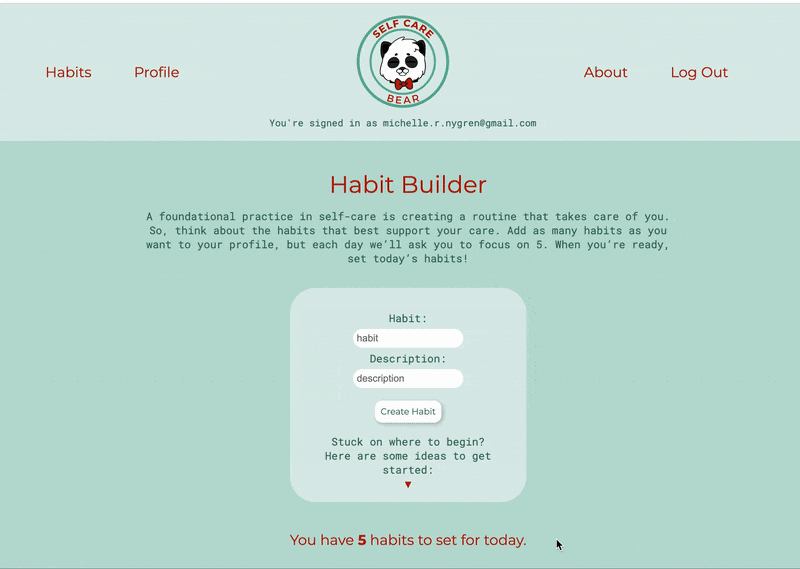 SELF CARE
BEAR
Habits
Profile
About
Log Out
You're signed in as michelle.r.nygren@gmail.com
Habit Builder
A foundational practice in self-care is creating a routine that takes care of you.
So, think about the habits that best support your care. Add as many habits as you
want to your profile, but each day we’ll ask you to focus on 5. When you’re ready,
set today’s habits!
Habit:
habit
Description:
description
Create Habit
Stuck on where to begin?
Here are some ideas to get
started:
▼
You have 5 habits to set for today.